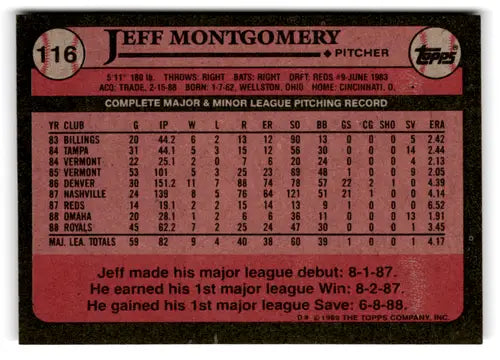 116
JEFF MONTGOMERY
PITCHER
TOPPS
5'11" 180 lb. THROWS: RIGHT BATS: RIGHT DRFT: REDS #9-JUNE 1983
ACQ: TRADE, 2-15-88 BORN: 1-7-62, WELLSTON, OHIO HOME: CINCINNATI, O.
COMPLETE MAJOR & MINOR LEAGUE PITCHING RECORD
YR CLUB G IP W L R ER SO BB GS CG SHO SV ERA
83 BILLINGS 20 44.2 6 2 13 12 90 13 0 0 0 5 2.42
84 TAMPA 31 44.1 5 3 15 12 56 30 0 0 0 14 2.44
84 VERMONT 22 25.1 2 0 7 6 20 24 0 0 0 4 2.13
85 VERMONT 53 101 5 3 25 23 89 48 0 0 0 9 2.05
86 DENVER 30 151.2 11 7 88 74 78 57 22 2 1 0 4.39
87 NASHVILLE 24 139 8 5 76 64 121 51 21 1 0 0 4.14
87 REDS 14 19.1 2 2 15 14 13 9 1 0 0 0 6.52
88 OMAHA 20 28.1 1 2 6 6 36 11 0 0 0 13 1.91
88 ROYALS 45 62.2 7 2 25 24 47 30 0 0 0 1 3.45
MAJ. LEA. TOTALS 59 82 9 4 40 38 60 39 1 0 0 1 4.17
Jeff made his major league debut: 8-1-87.
He earned his 1st major league Win: 8-2-87.
He gained his 1st major league Save: 6-8-88.
D* © 1989 THE TOPPS COMPANY, INC.